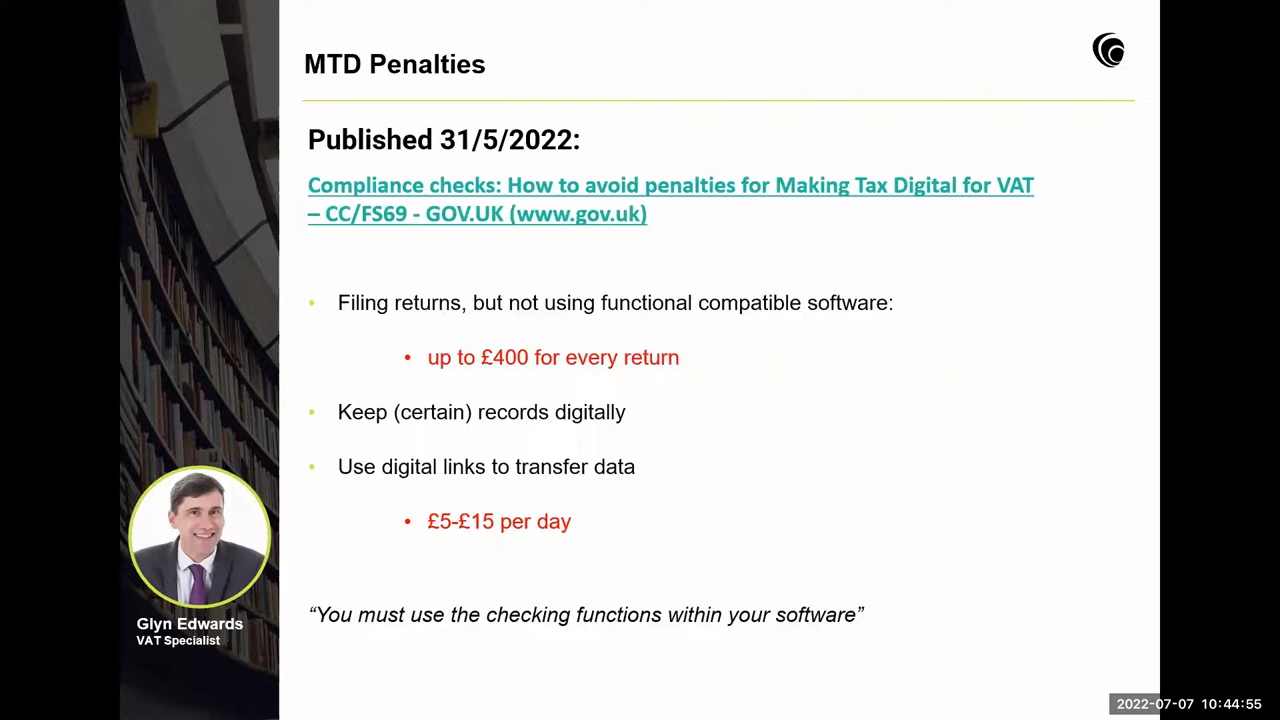 MTD Penalties
Published 31/5/2022:
Compliance checks: How to avoid penalties for Making Tax Digital for VAT
– CC/FS69 - GOV.UK (www.gov.uk)
• Filing returns, but not using functional compatible software:
• up to £400 for every return
• Keep (certain) records digitally
• Use digital links to transfer data
• £5-£15 per day
“You must use the checking functions within your software”
Glyn Edwards
VAT Specialist
2022-07-07 10:44:55